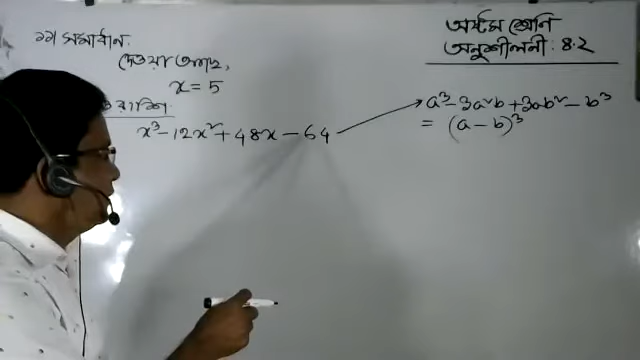 ১১। সমাধান:
দেওয়া আছে,
x = 5
রাশি
x³ - 12x² + 48x - 64
অষ্টম শ্রেণি
অনুশীলনী : ৪.২
a³ - 3a²b + 3ab² - b³
= (a - b)³